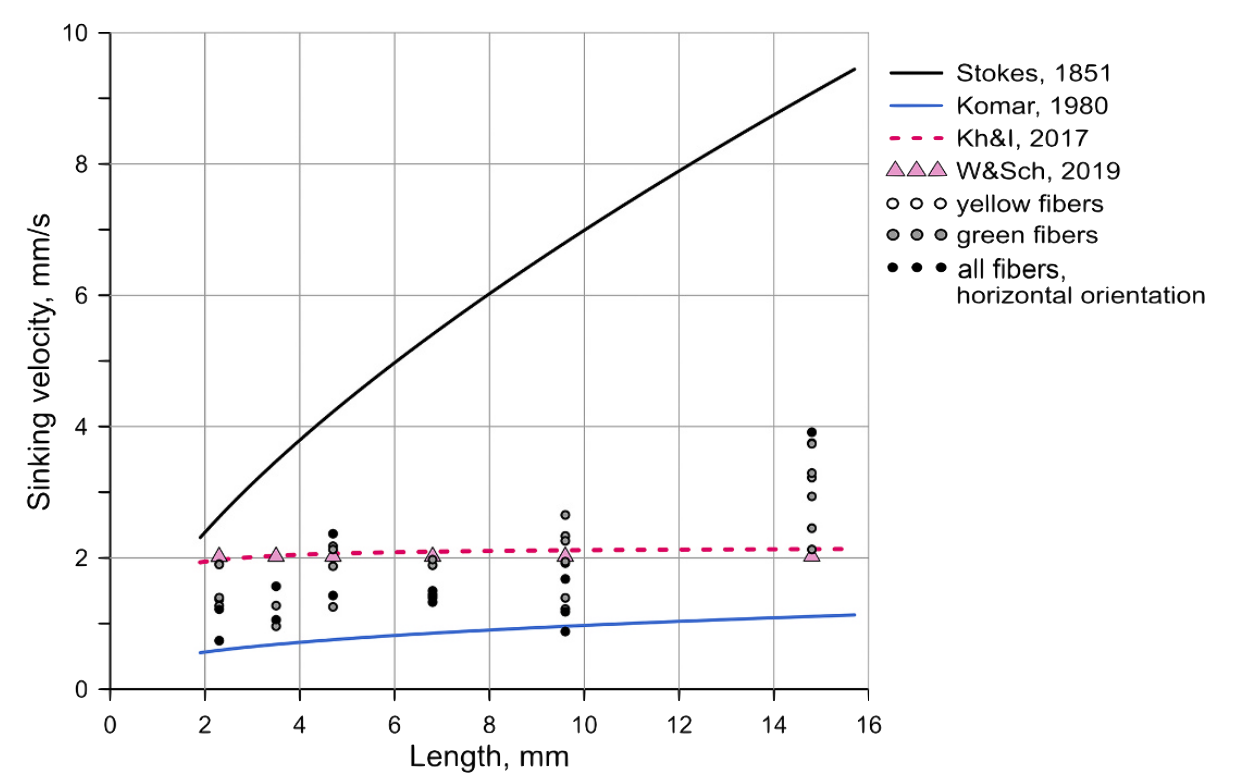 10
8
6
4
2
0
Sinking velocity, mm/s
0 2 4 6 8 10 12 14 16
Length, mm
Stokes, 1851
Komar, 1980
Kh&I, 2017
W&Sch, 2019
yellow fibers
green fibers
all fibers,
horizontal orientation